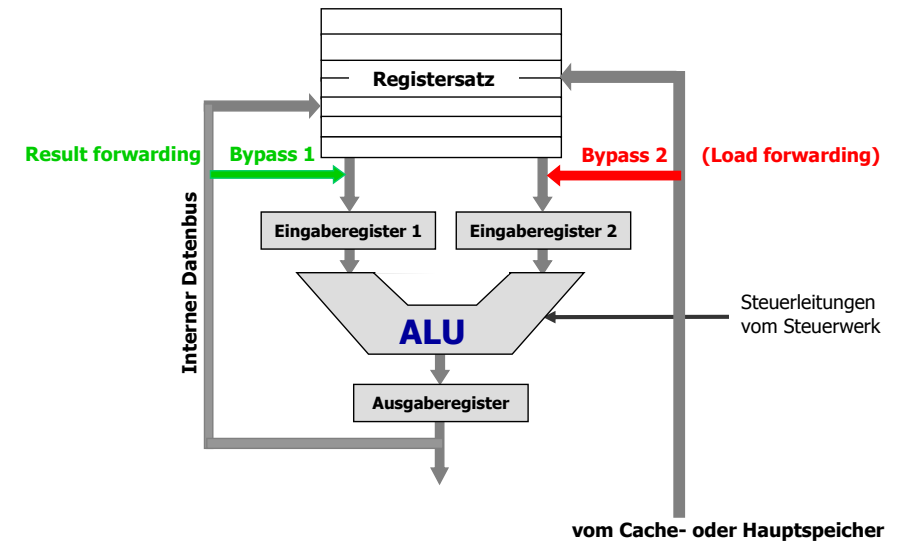 Registersatz
Result forwarding Bypass 1
Bypass 2 (Load forwarding)
Interner Datenbus
Eingaberegister 1
Eingaberegister 2
ALU
Steuerleitungen
vom Steuerwerk
Ausgaberegister
vom Cache- oder Hauptspeicher